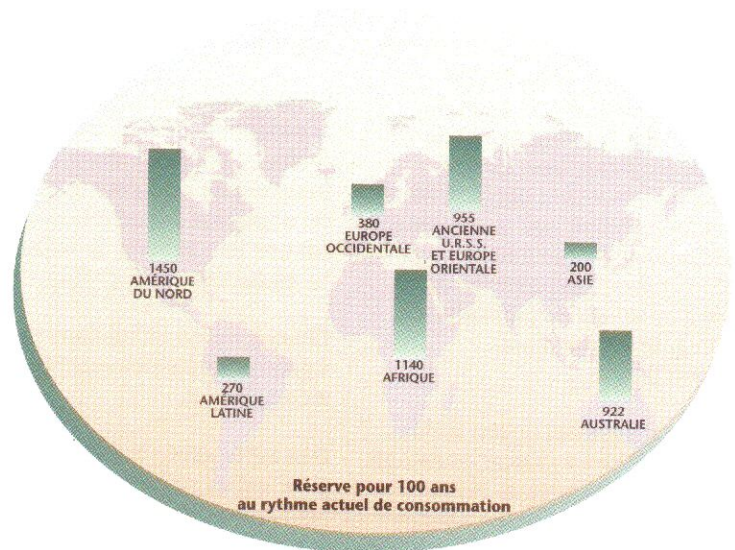 1450
AMÉRIQUE
DU NORD
380
EUROPE
OCCIDENTALE
955
ANCIENNE
U.R.S.S.
ET EUROPE
ORIENTALE
200
ASIE
270
AMÉRIQUE
LATINE
1140
AFRIQUE
922
AUSTRALIE
Réserve pour 100 ans
au rythme actuel de consommation